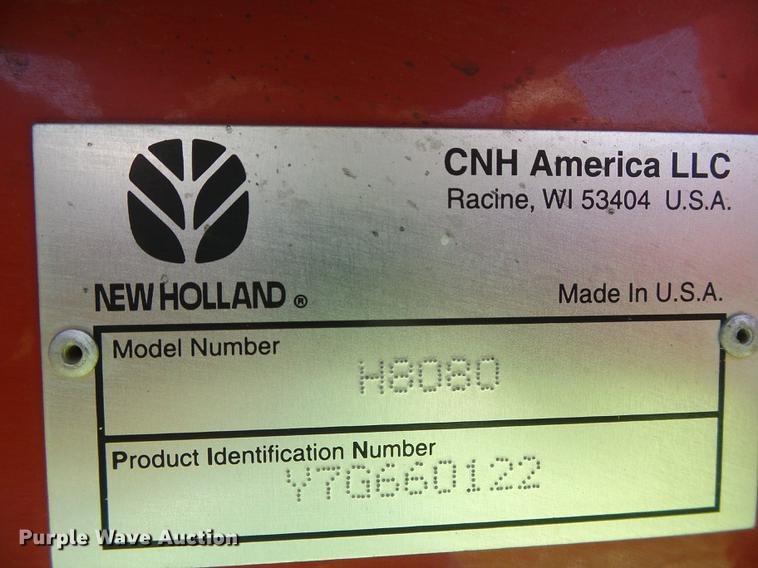 CNH America LLC
Racine, WI 53404 U.S.A.
NEW HOLLAND ®
Made In U.S.A.
Model Number
H8080
Product Identification Number
Y7G660122
Purple Wave Auction